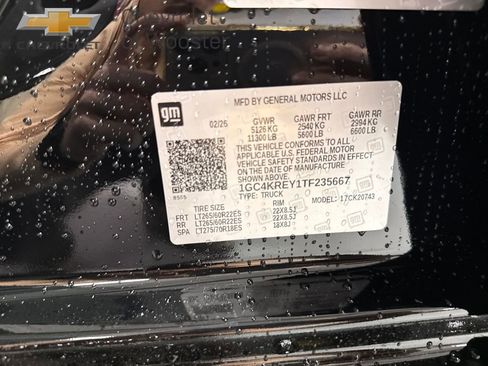 CHEVROLET
gm
MFD BY GENERAL MOTORS LLC
02/26 GVWR GAWR FRT GAWR RR
5126 KG 2540 KG 2994 KG
11300 LB 5600 LB 6600 LB
THIS VEHICLE CONFORMS TO ALL
APPLICABLE U.S. FEDERAL MOTOR
VEHICLE SAFETY STANDARDS IN EFFECT
ON THE DATE OF MANUFACTURE SHOWN ABOVE.
1GC4KREY1TF235667
TYPE: TRUCK MODEL: 17CK20743
TIRE SIZE RIM
FRT LT265/60R22ES 22X8.5J
RR LT265/60R22ES 22X8.5J
SPA LT275/70R18ES 18X8J